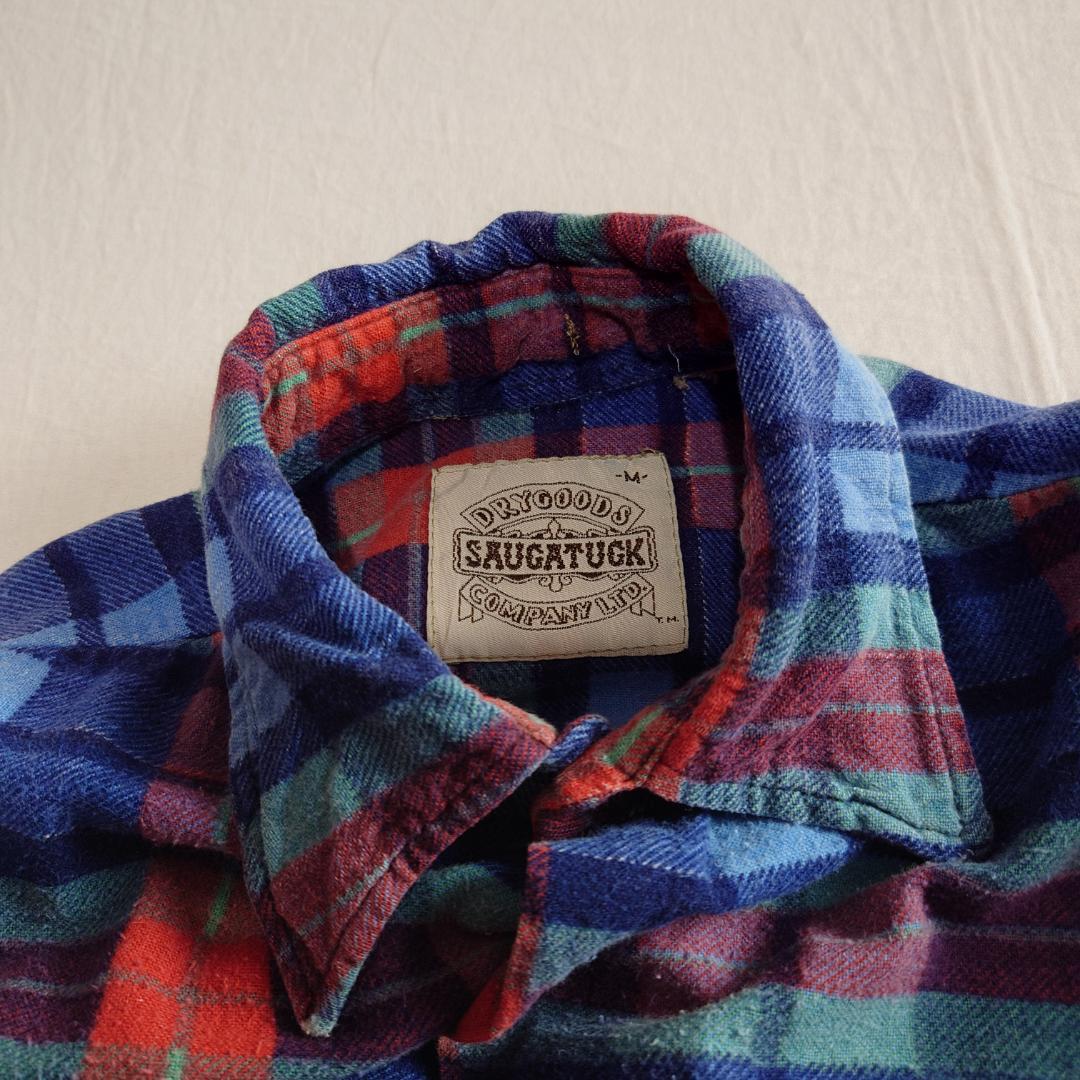 -M-
DRYGOODS
SAUGATUCK
COMPANY LTD.
T.M.